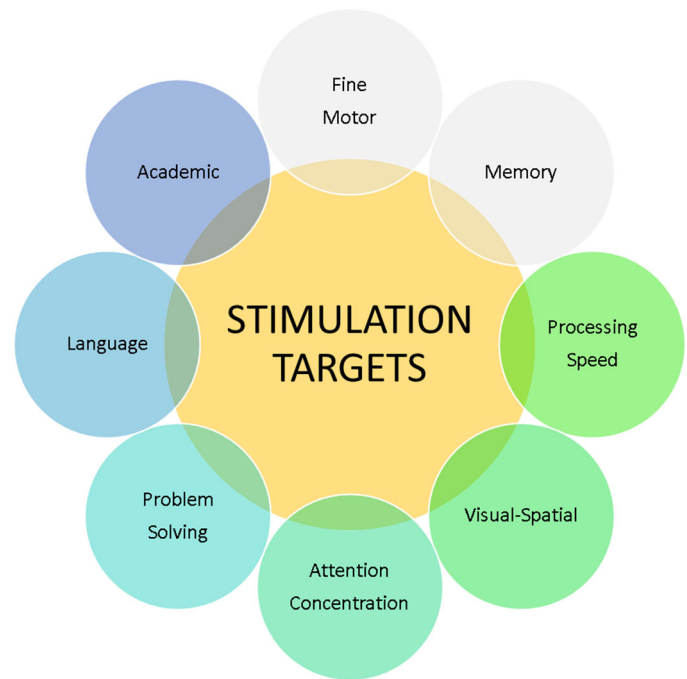 Fine
Motor
Academic
Memory
STIMULATION
TARGETS
Language
Processing
Speed
Problem
Solving
Visual-Spatial
Attention
Concentration